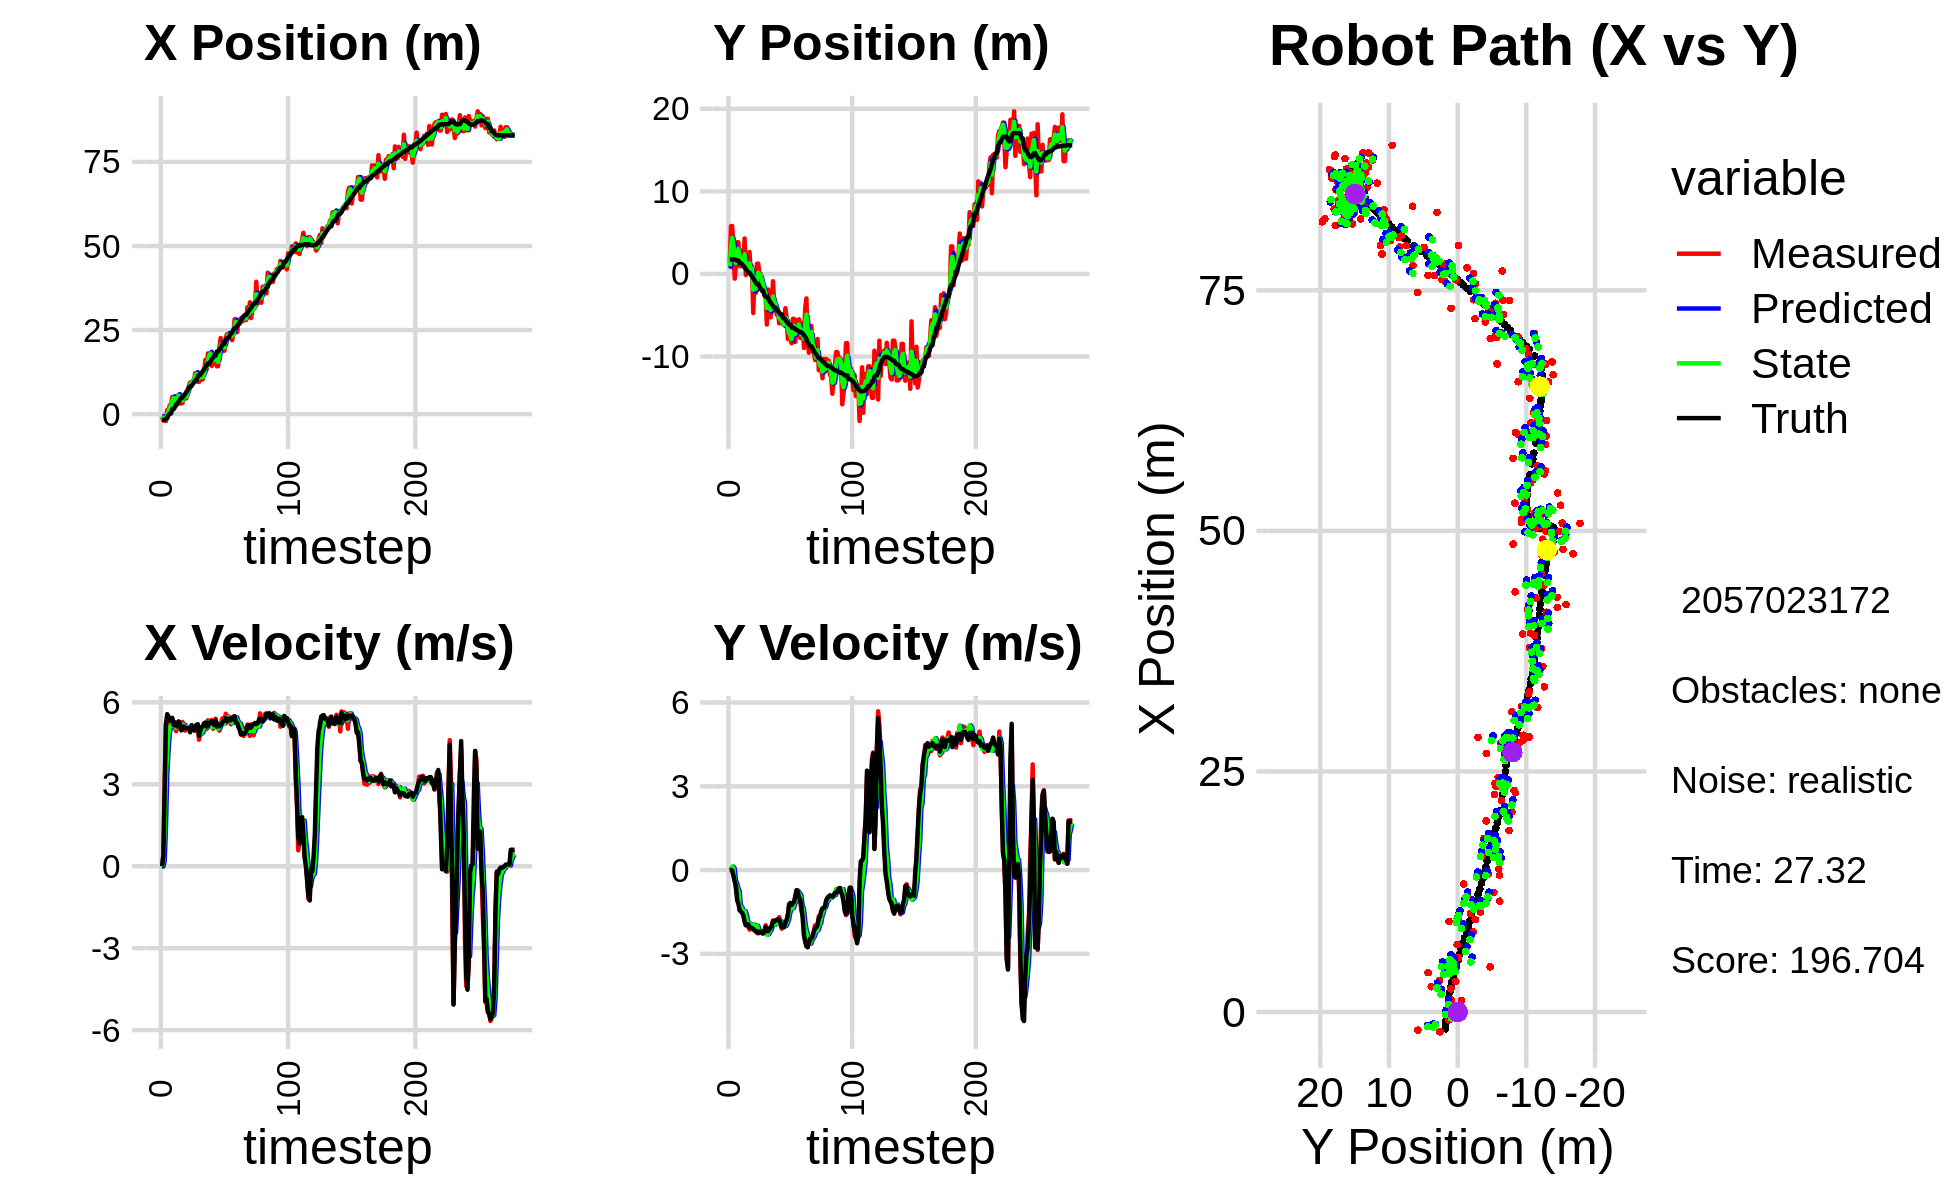 X Position (m)
75
50
25
0
0
100
200
timestep
Y Position (m)
20
10
0
-10
0
100
200
timestep
X Velocity (m/s)
6
3
0
-3
-6
0
100
200
timestep
Y Velocity (m/s)
6
3
0
-3
0
100
200
timestep
Robot Path (X vs Y)
X Position (m)
75
50
25
0
20 10 0 -10 -20
Y Position (m)
variable
Measured
Predicted
State
Truth
2057023172
Obstacles: none
Noise: realistic
Time: 27.32
Score: 196.704